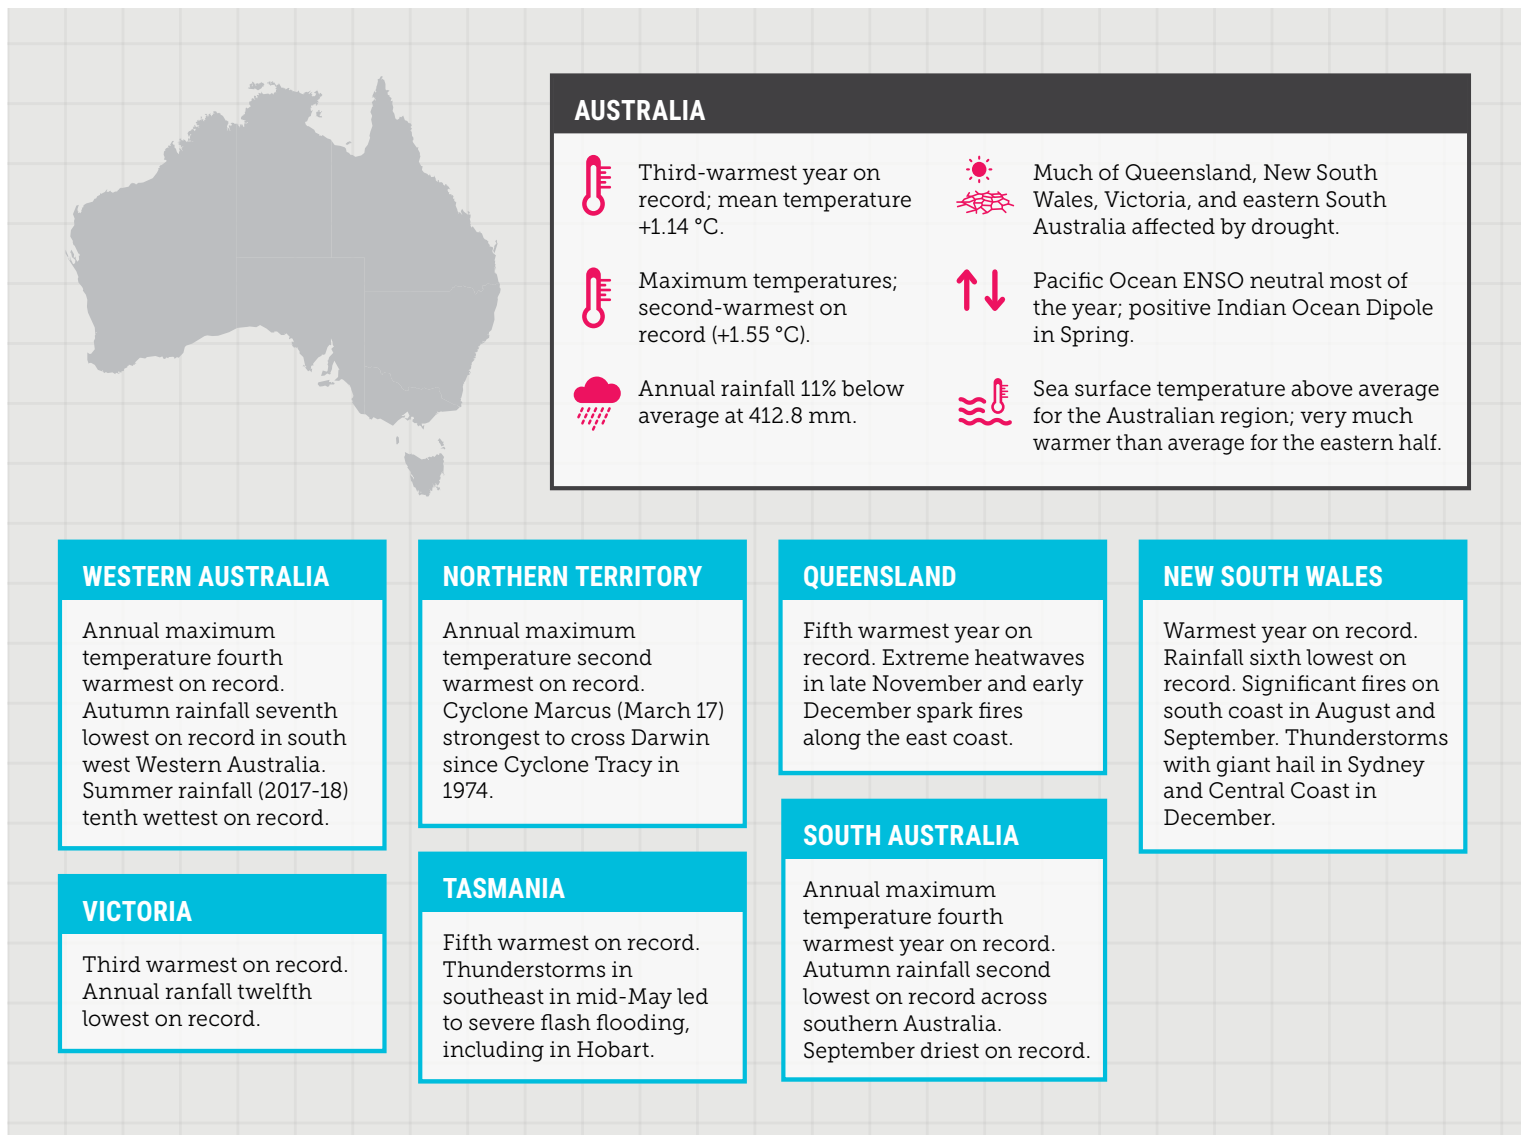 AUSTRALIA
Third-warmest year on
record; mean temperature
+1.14 °C.
Maximum temperatures;
second-warmest on
record (+1.55 °C).
Annual rainfall 11% below
average at 412.8 mm.
Much of Queensland, New South
Wales, Victoria, and eastern South
Australia affected by drought.
Pacific Ocean ENSO neutral most of
the year; positive Indian Ocean Dipole
in Spring.
Sea surface temperature above average
for the Australian region; very much
warmer than average for the eastern half.
WESTERN AUSTRALIA
Annual maximum
temperature fourth
warmest on record.
Autumn rainfall seventh
lowest on record in south
west Western Australia.
Summer rainfall (2017-18)
tenth wettest on record.
NORTHERN TERRITORY
Annual maximum
temperature second
warmest on record.
Cyclone Marcus (March 17)
strongest to cross Darwin
since Cyclone Tracy in
1974.
QUEENSLAND
Fifth warmest year on
record. Extreme heatwaves
in late November and early
December spark fires
along the east coast.
NEW SOUTH WALES
Warmest year on record.
Rainfall sixth lowest on
record. Significant fires on
south coast in August and
September. Thunderstorms
with giant hail in Sydney
and Central Coast in
December.
VICTORIA
Third warmest on record.
Annual ranfall twelfth
lowest on record.
TASMANIA
Fifth warmest on record.
Thunderstorms in
southeast in mid-May led
to severe flash flooding,
including in Hobart.
SOUTH AUSTRALIA
Annual maximum
temperature fourth
warmest year on record.
Autumn rainfall second
lowest on record across
southern Australia.
September driest on record.